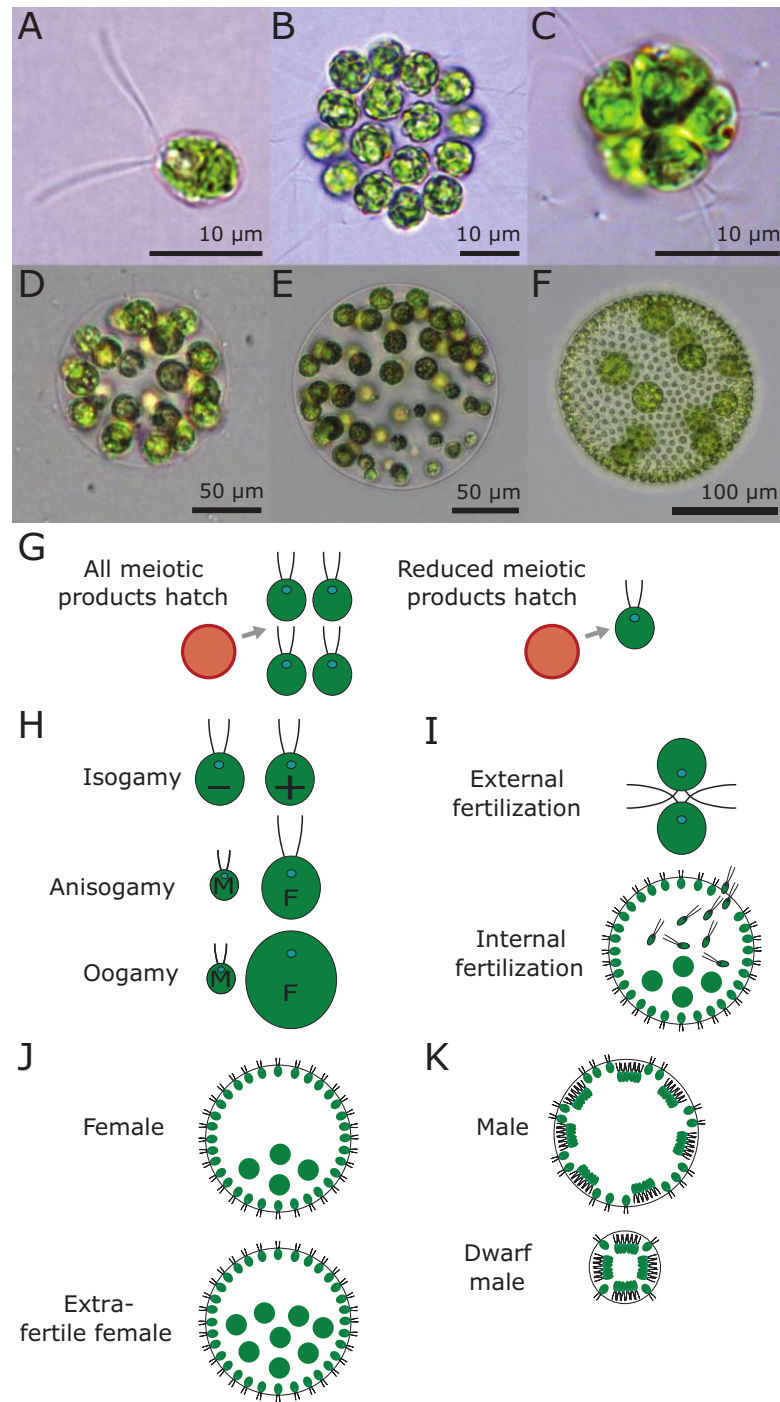 A
B
C
10 µm
10 µm
10 µm
D
E
F
50 µm
50 µm
100 µm
G
All meiotic
products hatch
Reduced meiotic
products hatch
H
Isogamy
−
+
Anisogamy
M
F
Oogamy
M
F
I
External
fertilization
Internal
fertilization
J
Female
Extra-
fertile female
K
Male
Dwarf
male